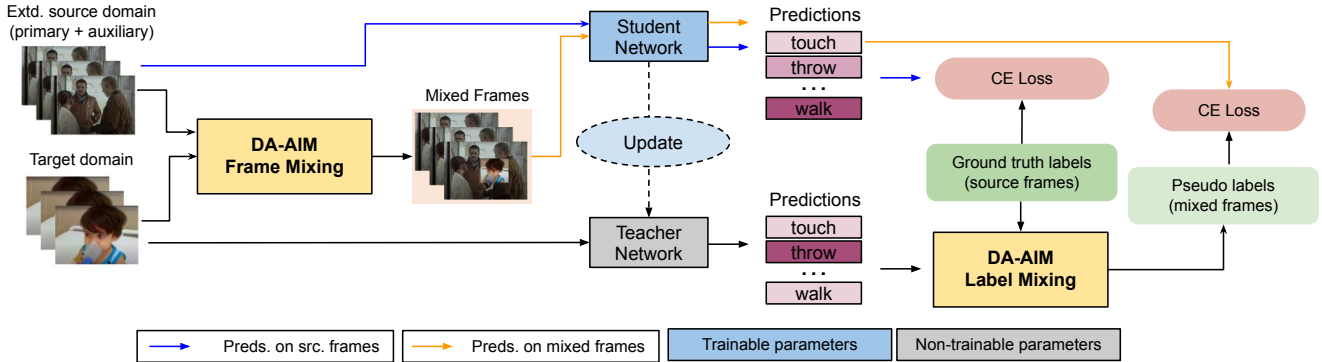 Extd. source domain
(primary + auxiliary)
Target domain
DA-AIM
Frame Mixing
Mixed Frames
Student
Network
Update
Teacher
Network
Predictions
touch
throw
...
walk
Predictions
touch
throw
...
walk
CE Loss
CE Loss
Ground truth labels
(source frames)
Pseudo labels
(mixed frames)
DA-AIM
Label Mixing
Preds. on src. frames
Preds. on mixed frames
Trainable parameters
Non-trainable parameters